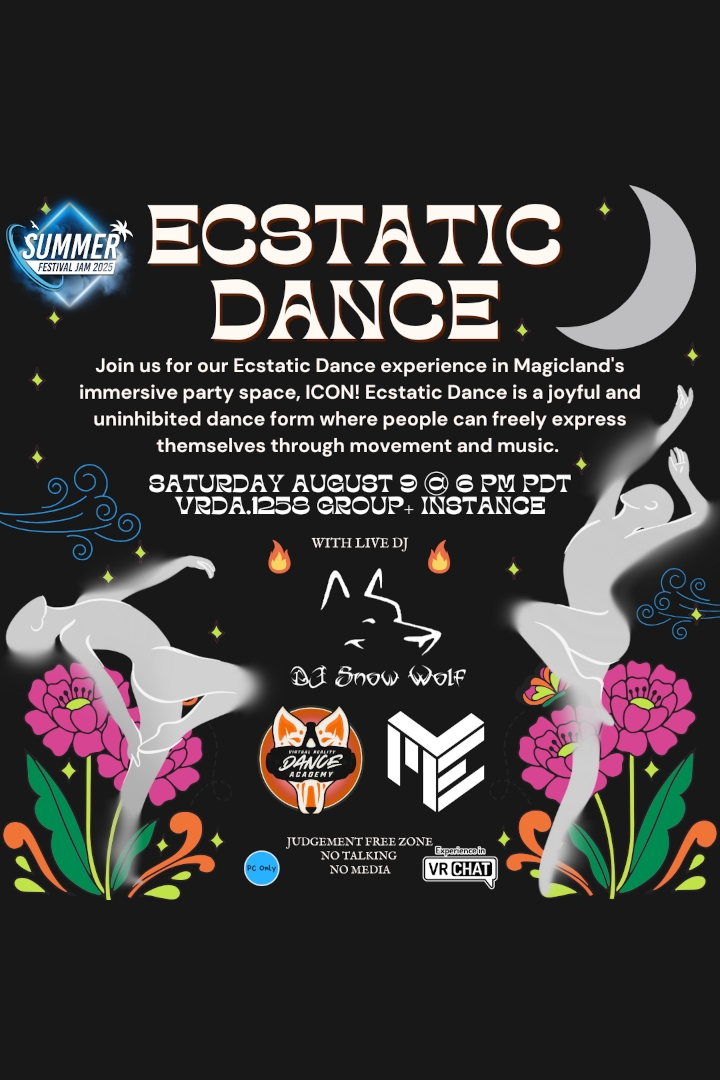 SUMMER
FESTIVAL JAM 2025
ECSTATIC
DANCE
Join us for our Ecstatic Dance experience in Magicland's
immersive party space, ICON! Ecstatic Dance is a joyful and
uninhibited dance form where people can freely express
themselves through movement and music.
SATURDAY AUGUST 9 @ 6 PM PDT
VRDA.1258 GROUP+ INSTANCE
WITH LIVE DJ
DJ Snow Wolf
VIRTUAL REALITY
DANCE
ACADEMY
ME
JUDGEMENT FREE ZONE
NO TALKING
NO MEDIA
PC Only
Experience in
VR CHAT